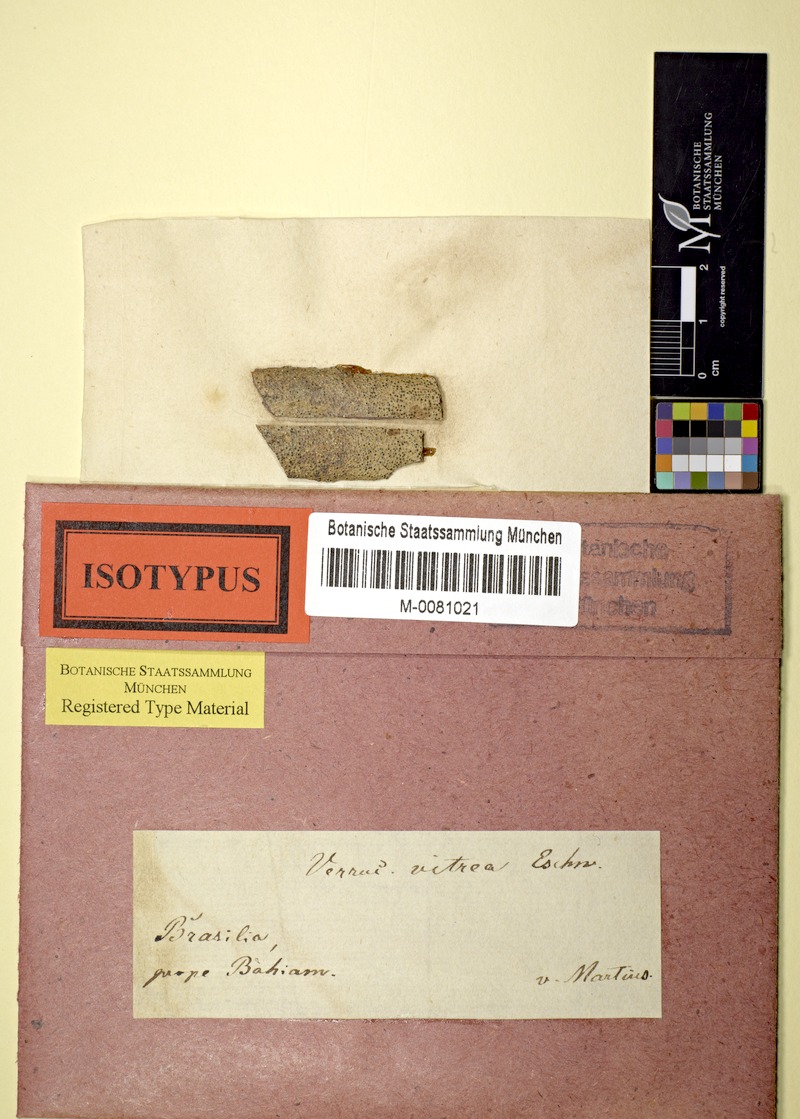 BOTANISCHE
STAATSSAMMLUNG
MÜNCHEN
M
0 1 2
cm
copyright reserved
ISOTYPUS
Botanische Staatssammlung München
M-0081021
BOTANISCHE STAATSSAMMLUNG
MÜNCHEN
Registered Type Material
Verruc. vitrea Eschw.
Brasilia,
prope Bahiam.
v. Martius.